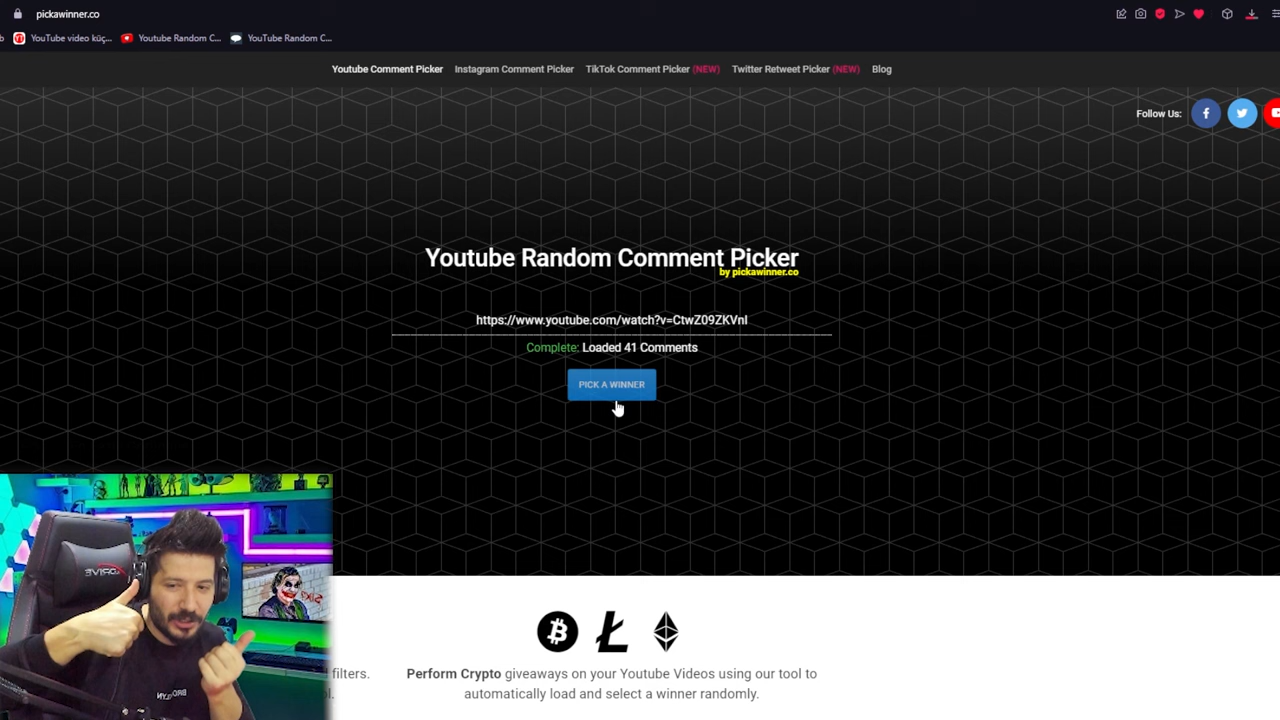 pickawinner.co
YouTube video küç...
Youtube Random C...
YouTube Random C...
Youtube Comment Picker
Instagram Comment Picker
TikTok Comment Picker (NEW)
Twitter Retweet Picker (NEW)
Blog
Follow Us:
Youtube Random Comment Picker
by pickawinner.co
https://www.youtube.com/watch?v=CtwZ09ZKVnI
Complete: Loaded 41 Comments
PICK A WINNER
filters.
Perform Crypto giveaways on your Youtube Videos using our tool to
automatically load and select a winner randomly.